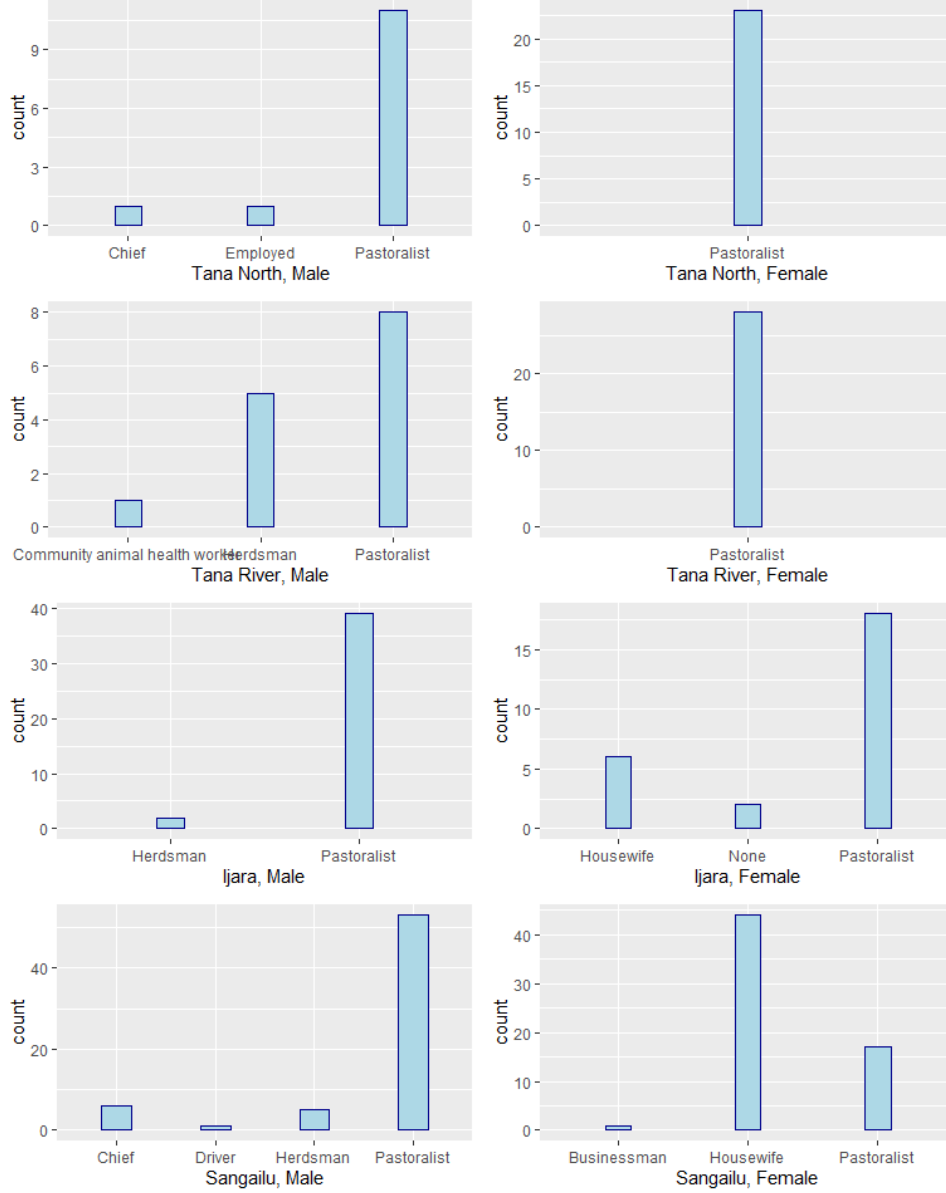 count
9
6
3
0
Chief Employed Pastoralist
Tana North, Male
count
20
15
10
5
0
Pastoralist
Tana North, Female
count
8
6
4
2
0
Community animal health worker Herdsman Pastoralist
Tana River, Male
count
20
10
0
Pastoralist
Tana River, Female
count
40
30
20
10
0
Herdsman Pastoralist
Ijara, Male
count
15
10
5
0
Housewife None Pastoralist
Ijara, Female
count
40
20
0
Chief Driver Herdsman Pastoralist
Sangailu, Male
count
40
30
20
10
0
Businessman Housewife Pastoralist
Sangailu, Female